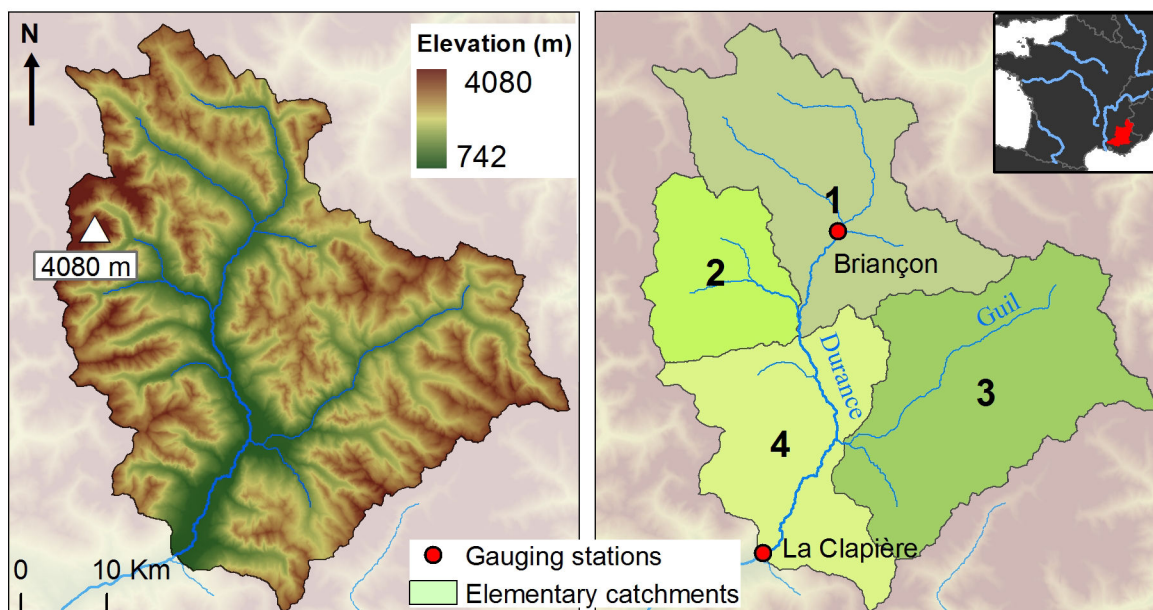 N
Elevation (m)
4080
742
4080 m
0 10 Km
1
Briançon
2
Guil
Durance
3
4
La Clapière
Gauging stations
Elementary catchments